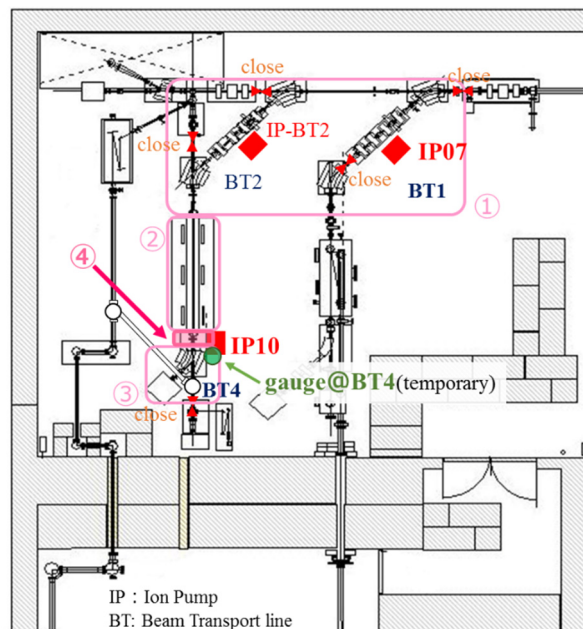 close
close
IP-BT2
IP07
close
close
BT2
BT1
①
②
④
IP10
gauge@BT4(temporary)
③
BT4
close
IP：Ion Pump
BT: Beam Transport line